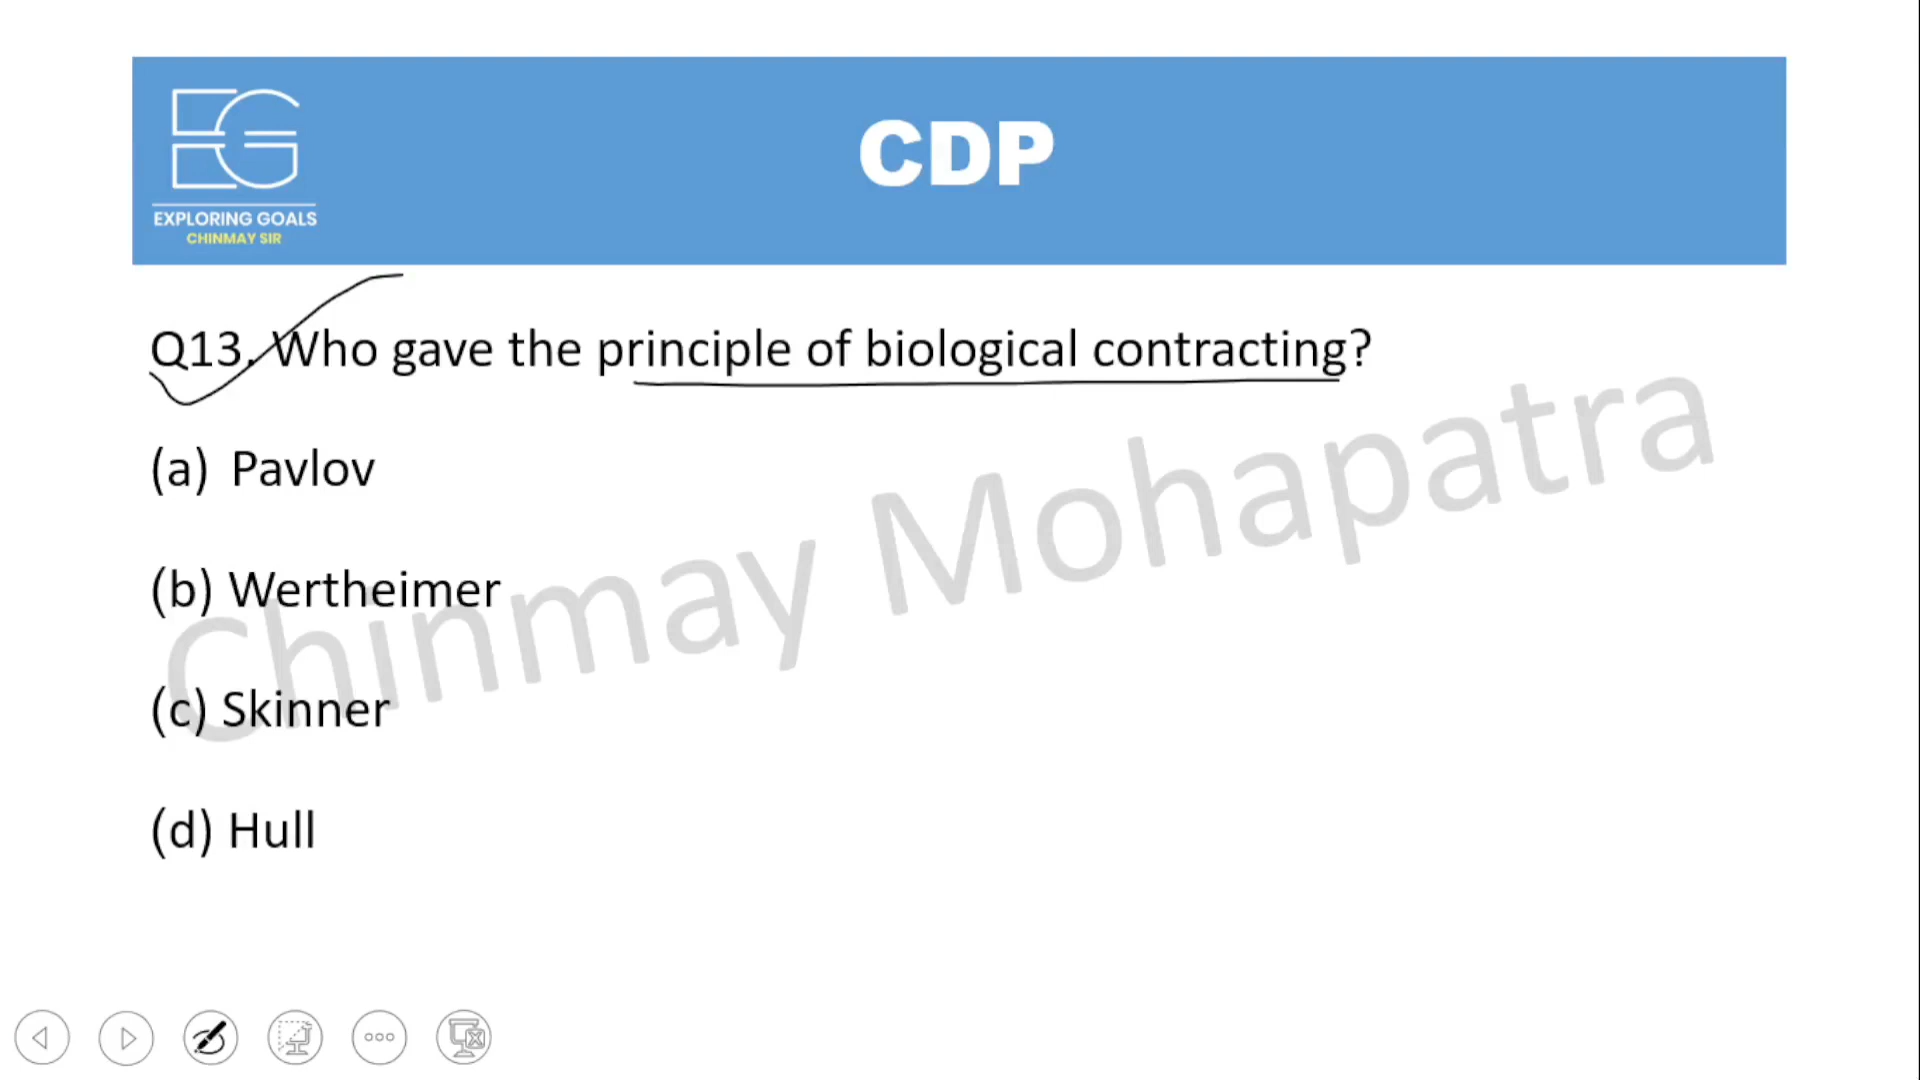 EG
EXPLORING GOALS
CHINMAY SIR
CDP
Q13. Who gave the principle of biological contracting?
(a) Pavlov
(b) Wertheimer
(c) Skinner
(d) Hull
Chinmay Mohapatra